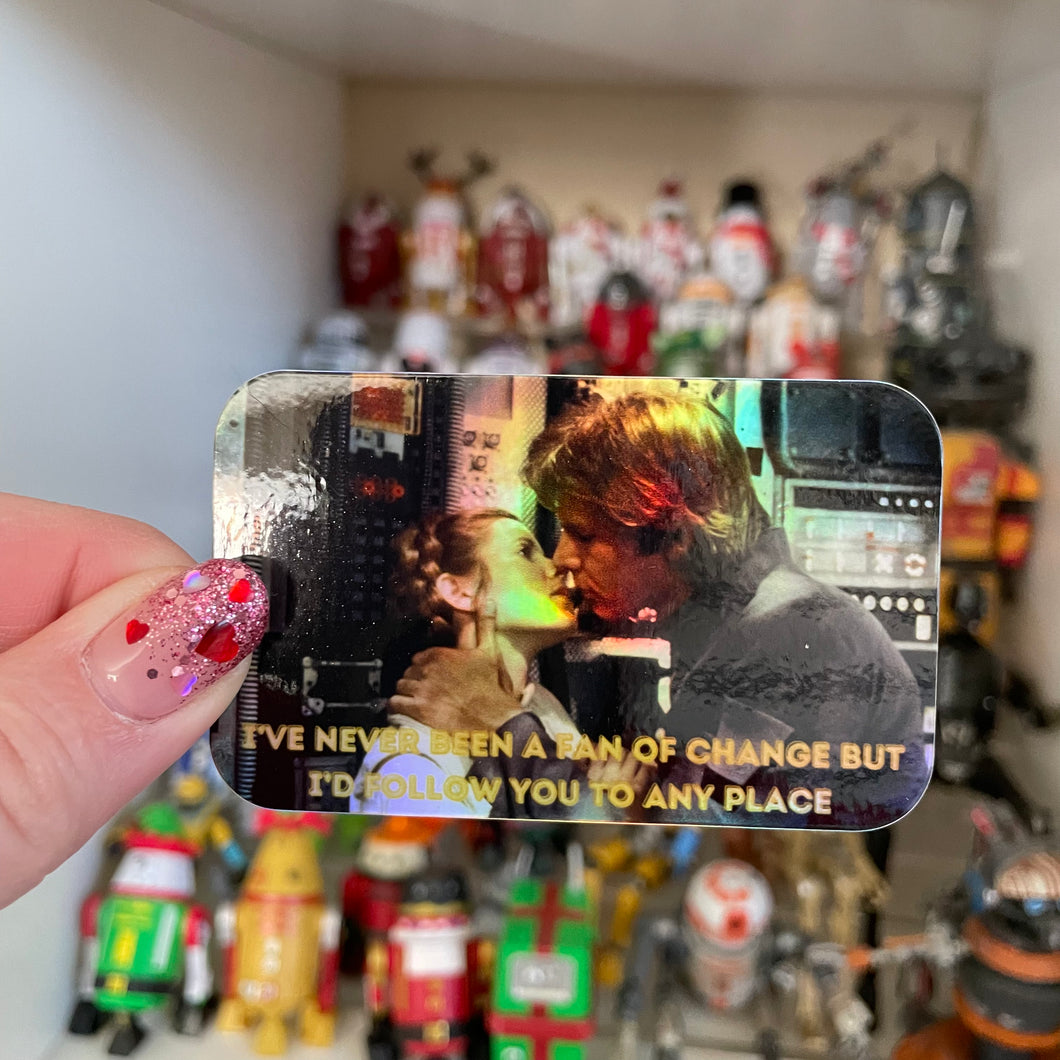 I'VE NEVER BEEN A FAN OF CHANGE BUT
I'D FOLLOW YOU TO ANY PLACE